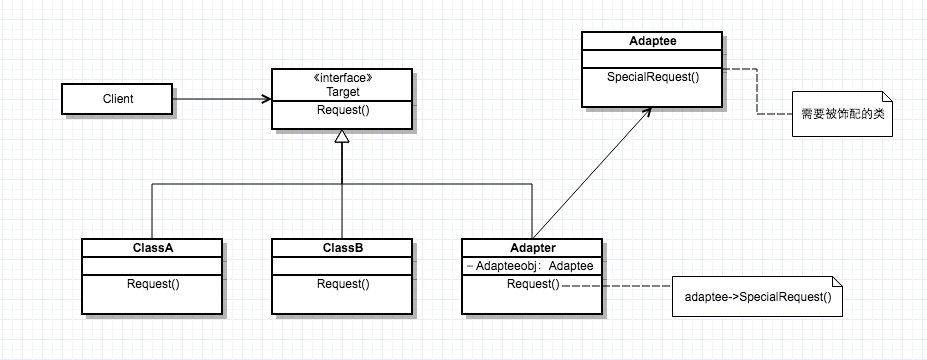 Adaptee
SpecialRequest()
《interface》
Target
Request()
Client
需要被饰配的类
ClassA
Request()
ClassB
Request()
Adapter
－Adapteeobj：Adaptee
Request()
adaptee->SpecialRequest()